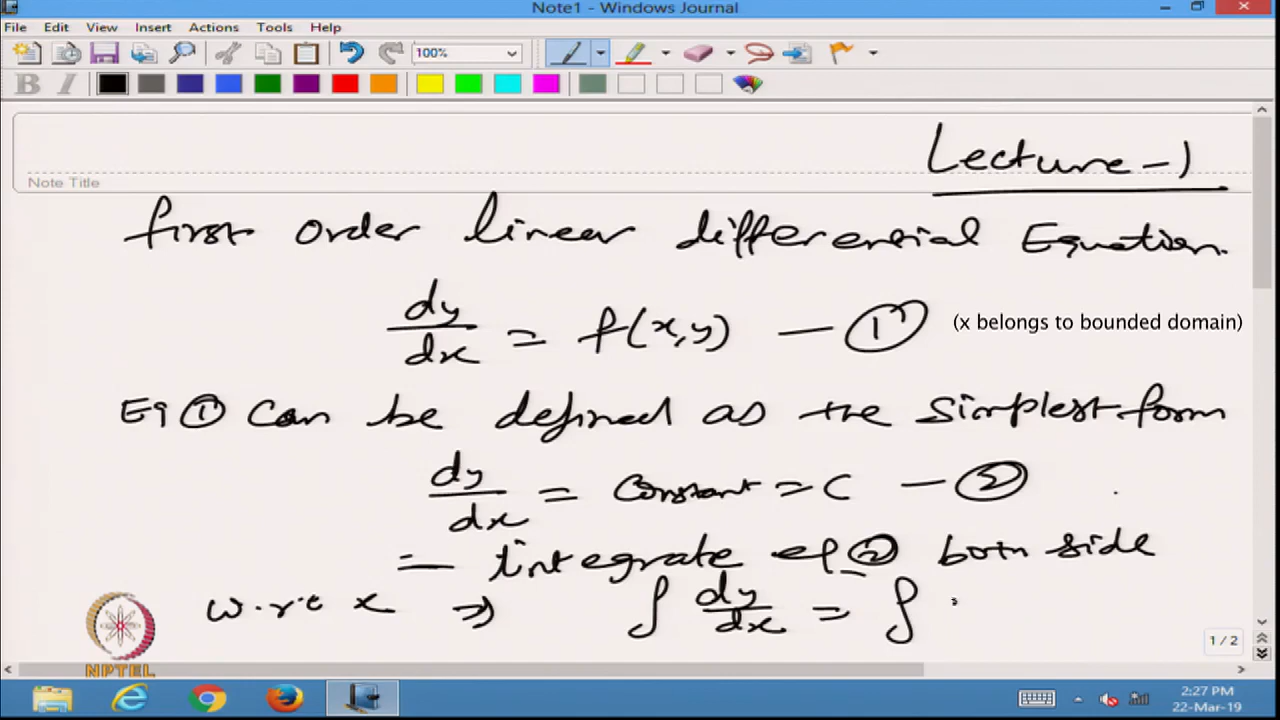 Note1 - Windows Journal
File Edit View Insert Actions Tools Help
100%
B I
Lecture-1
Note Title
first order linear differential Equation.
dy/dx = f(x,y) — ①
(x belongs to bounded domain)
Eq ① Can be defined as the simplest form
dy/dx = Constant = C — ②
= Integrate eq ② both side
w.r.t x ⇒ ∫ dy/dx = ∫
1/2
NPTEL
2:27 PM
22-Mar-19